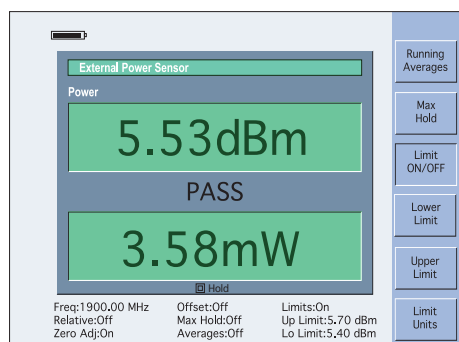 External Power Sensor
Power
5.53dBm
PASS
3.58mW
Hold
Freq:1900.00 MHz Offset:Off Limits:On
Relative:Off Max Hold:Off Up Limit:5.70 dBm
Zero Adj:On Averages:Off Lo Limit:5.40 dBm
Running
Averages
Max
Hold
Limit
ON/OFF
Lower
Limit
Upper
Limit
Limit
Units